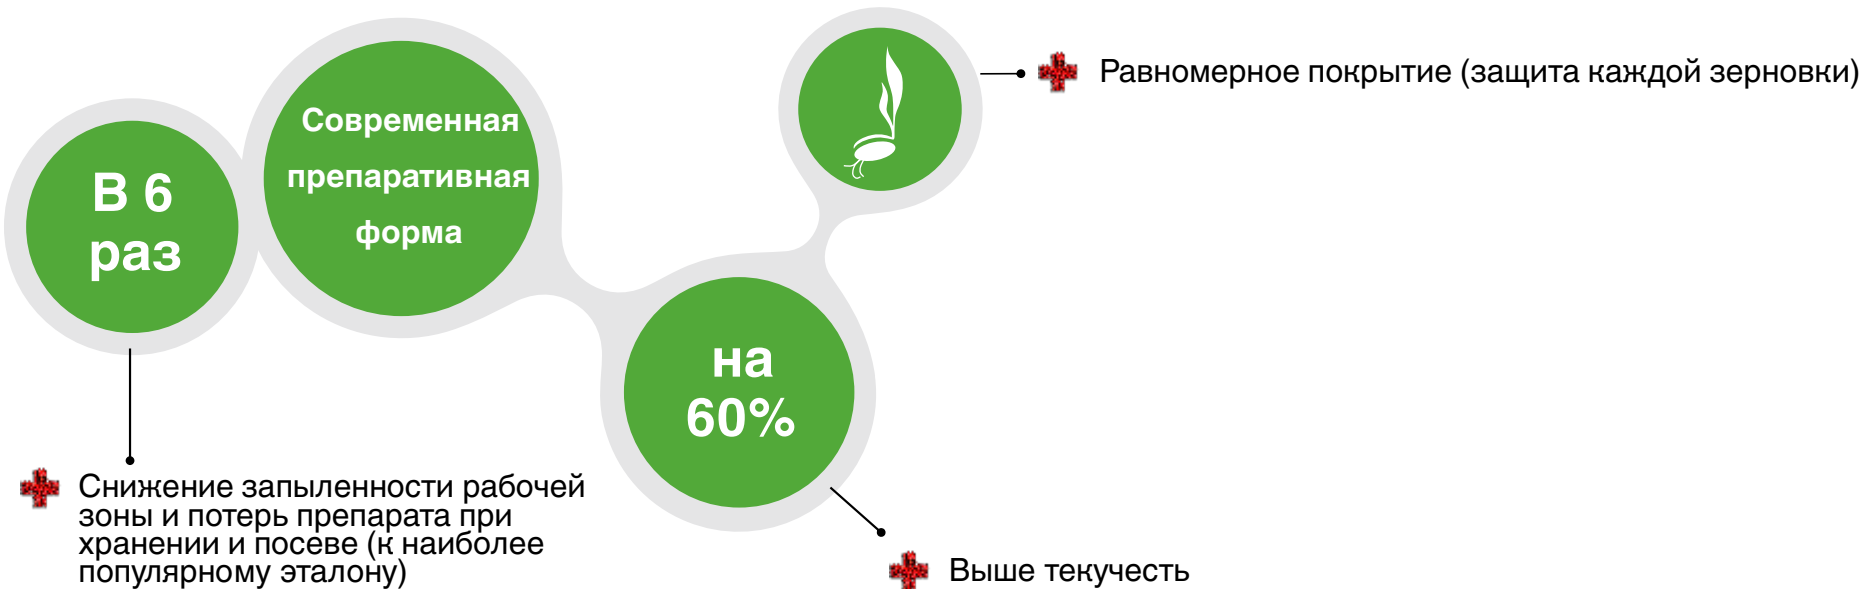 В 6
раз
Современная
препаративная
форма
Равномерное покрытие (защита каждой зерновки)
на
60%
Снижение запыленности рабочей
зоны и потерь препарата при
хранении и посеве (к наиболее
популярному эталону)
Выше текучесть